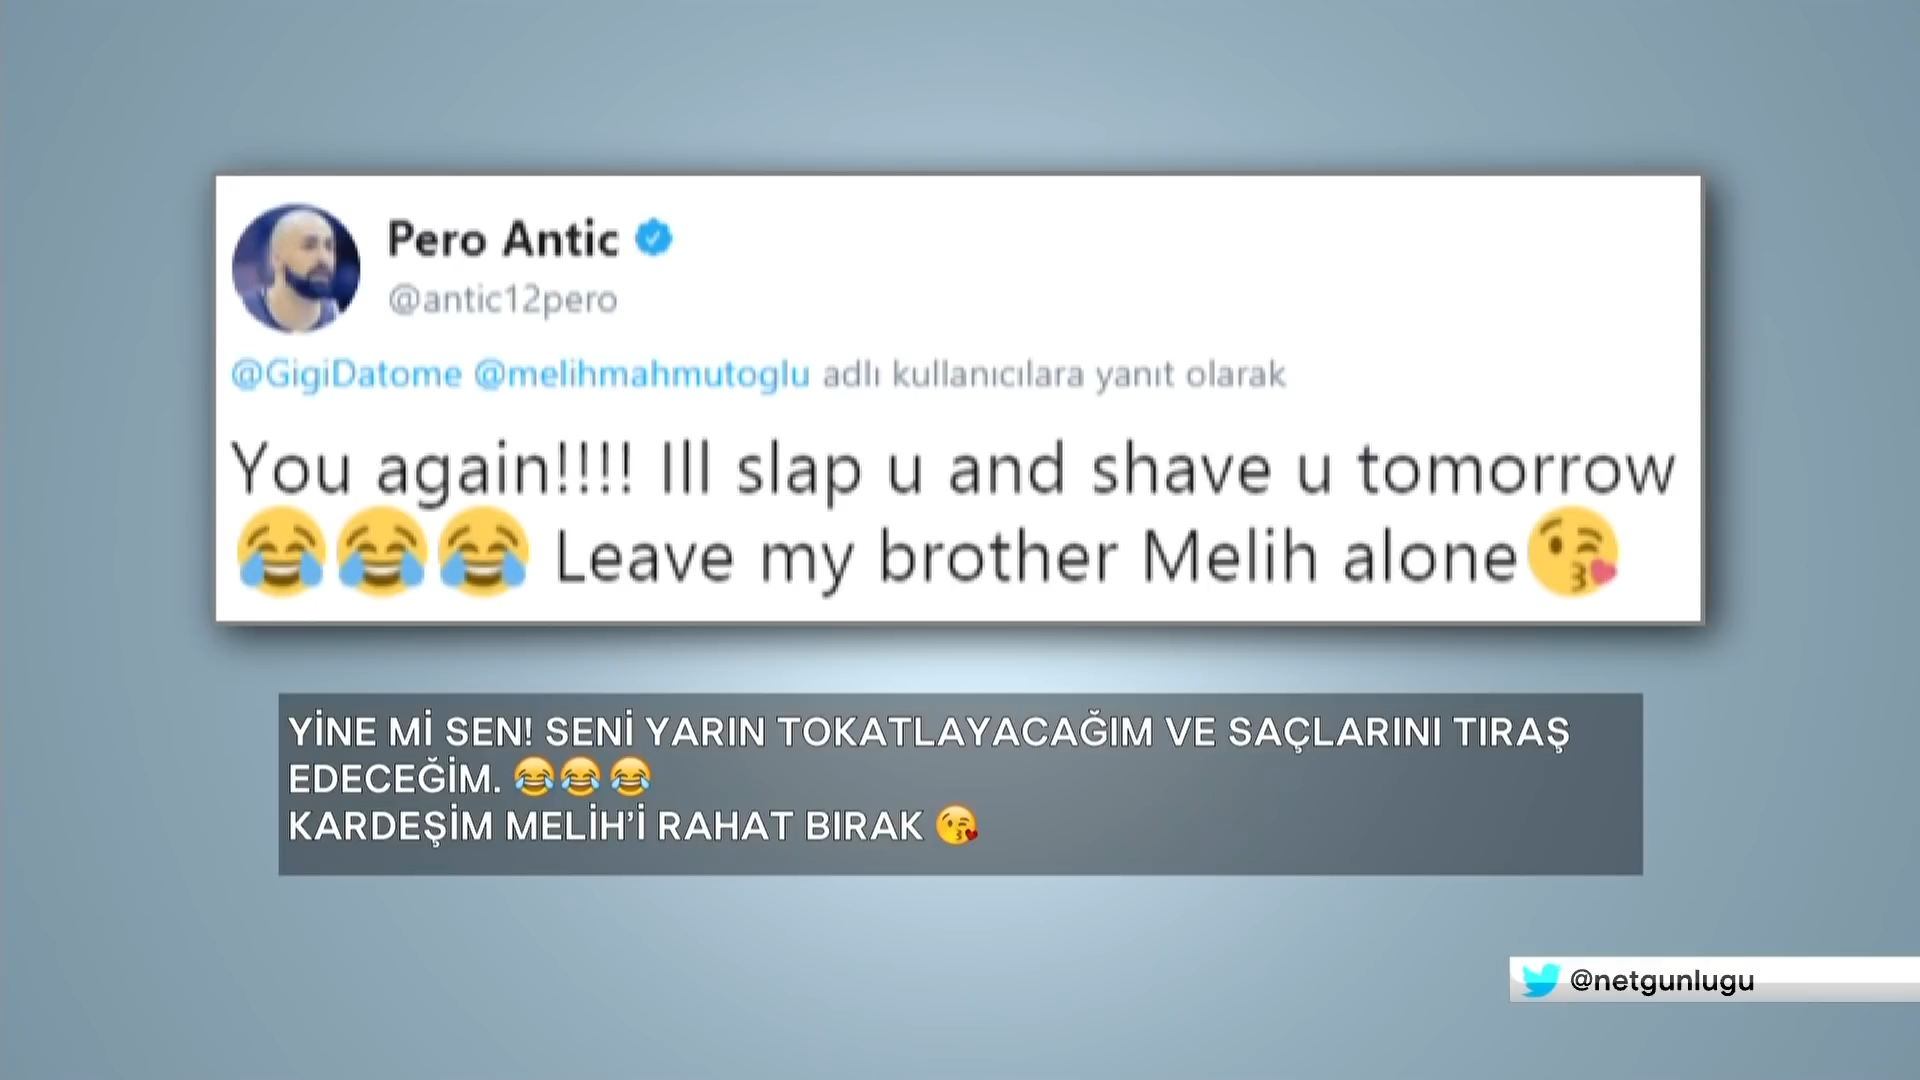 Pero Antic
@antic12pero
@GigiDatome @melihmahmutoglu adlı kullanıcılara yanıt olarak
You again!!!! Ill slap u and shave u tomorrow
😂😂😂 Leave my brother Melih alone😘
YİNE Mİ SEN! SENİ YARIN TOKATLAYACAĞIM VE SAÇLARINI TIRAŞ
EDECEĞİM. 😂😂😂
KARDEŞİM MELİH'İ RAHAT BIRAK 😘
@netgunlugu